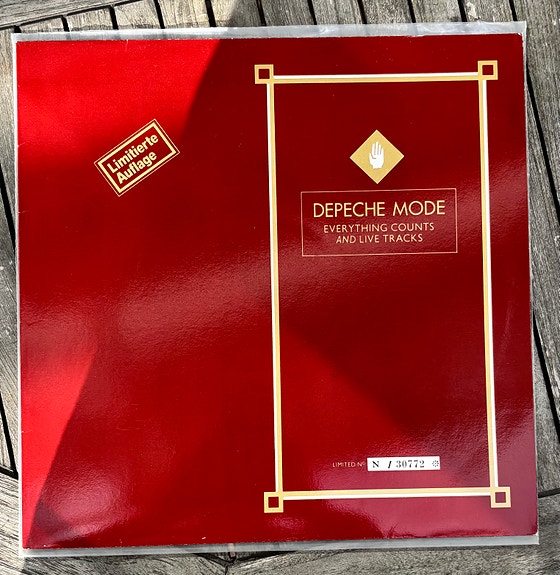 Limitierte
Auflage
DEPECHE MODE
EVERYTHING COUNTS
AND LIVE TRACKS
LIMITED Nº N / 30772 ❊